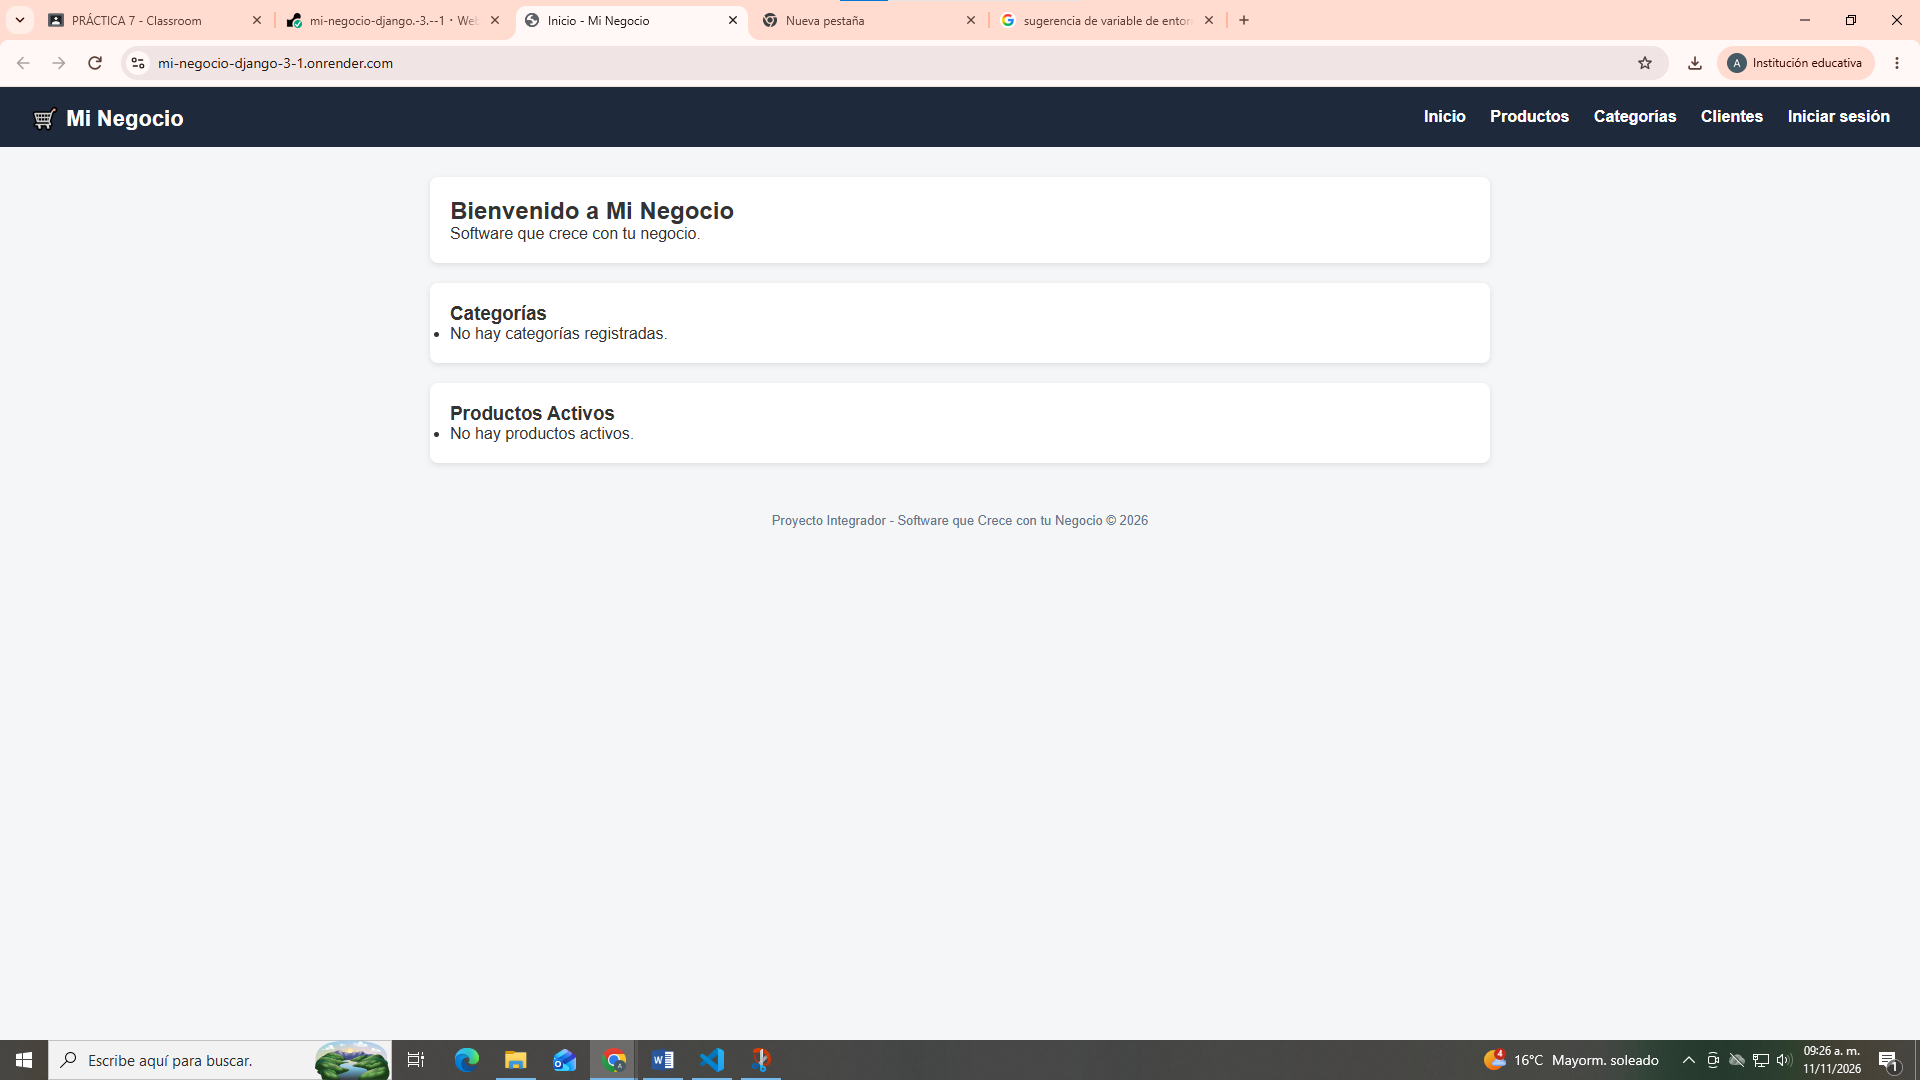 PRÁCTICA 7 - Classroom
mi-negocio-django.-3.--1 · Web
Inicio - Mi Negocio
Nueva pestaña
sugerencia de variable de entor
mi-negocio-django-3-1.onrender.com
A
Institución educativa
Mi Negocio
Inicio
Productos
Categorías
Clientes
Iniciar sesión
Bienvenido a Mi Negocio
Software que crece con tu negocio.
Categorías
No hay categorías registradas.
Productos Activos
No hay productos activos.
Proyecto Integrador - Software que Crece con tu Negocio © 2026
Escribe aquí para buscar.
4
16°C Mayorm. soleado
09:26 a. m.
11/11/2026
1